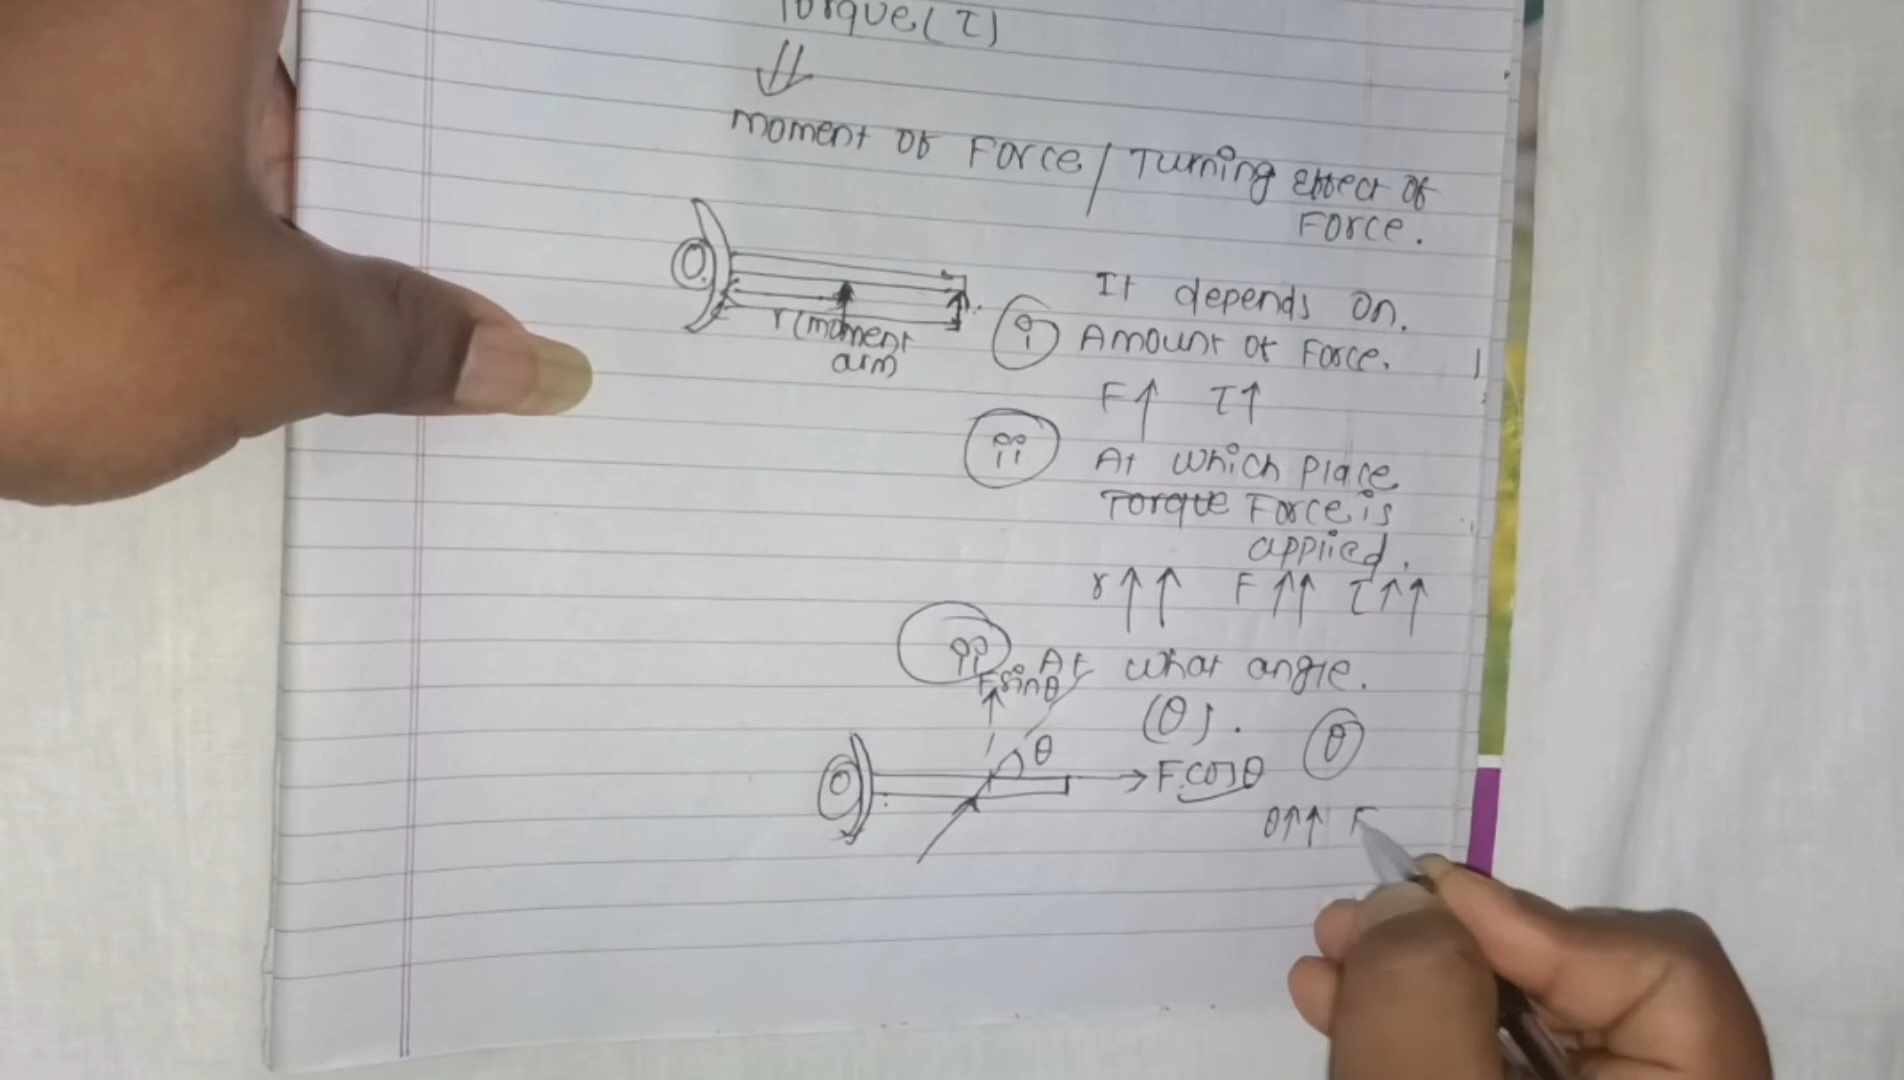 Torque (τ)
⇓
Moment of Force / Turning Effect of
Force.
It depends on.
r (moment
arm)
(i) Amount of Force.
F↑ τ↑
(ii) At which place
Torque Force is
applied.
r↑↑ F↑↑ τ↑↑
(iii) At what angle.
(θ).
F sinθ
θ
F cosθ
θ
θ↑↑ F